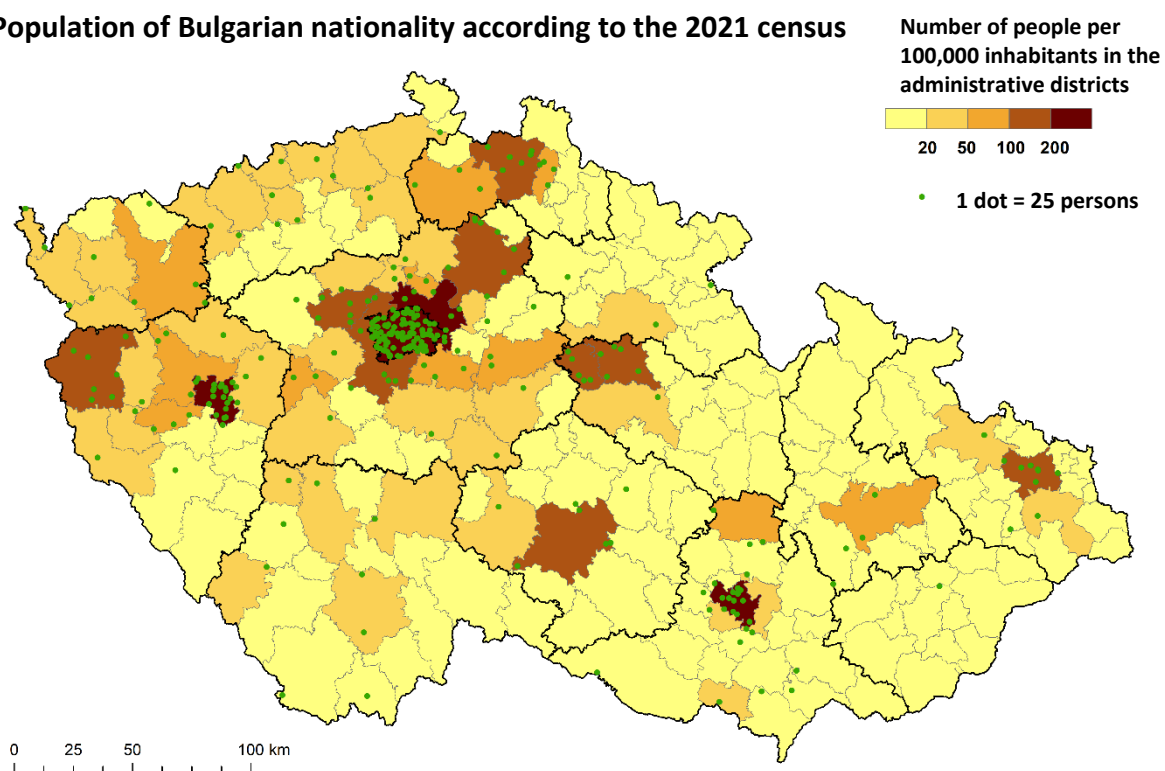 Population of Bulgarian nationality according to the 2021 census
Number of people per
100,000 inhabitants in the
administrative districts
20 50 100 200
1 dot = 25 persons
0 25 50 100 km